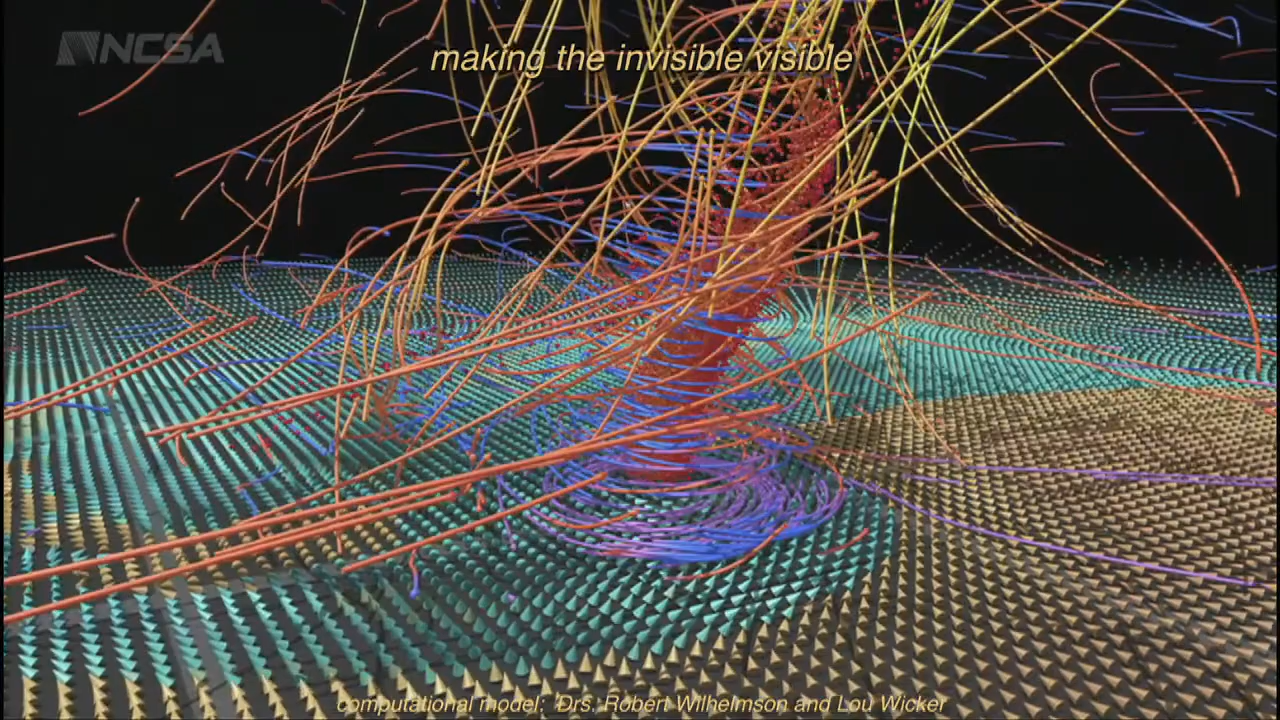 NCSA
making the invisible visible
computational model: Drs. Robert Wilhelmson and Lou Wicker